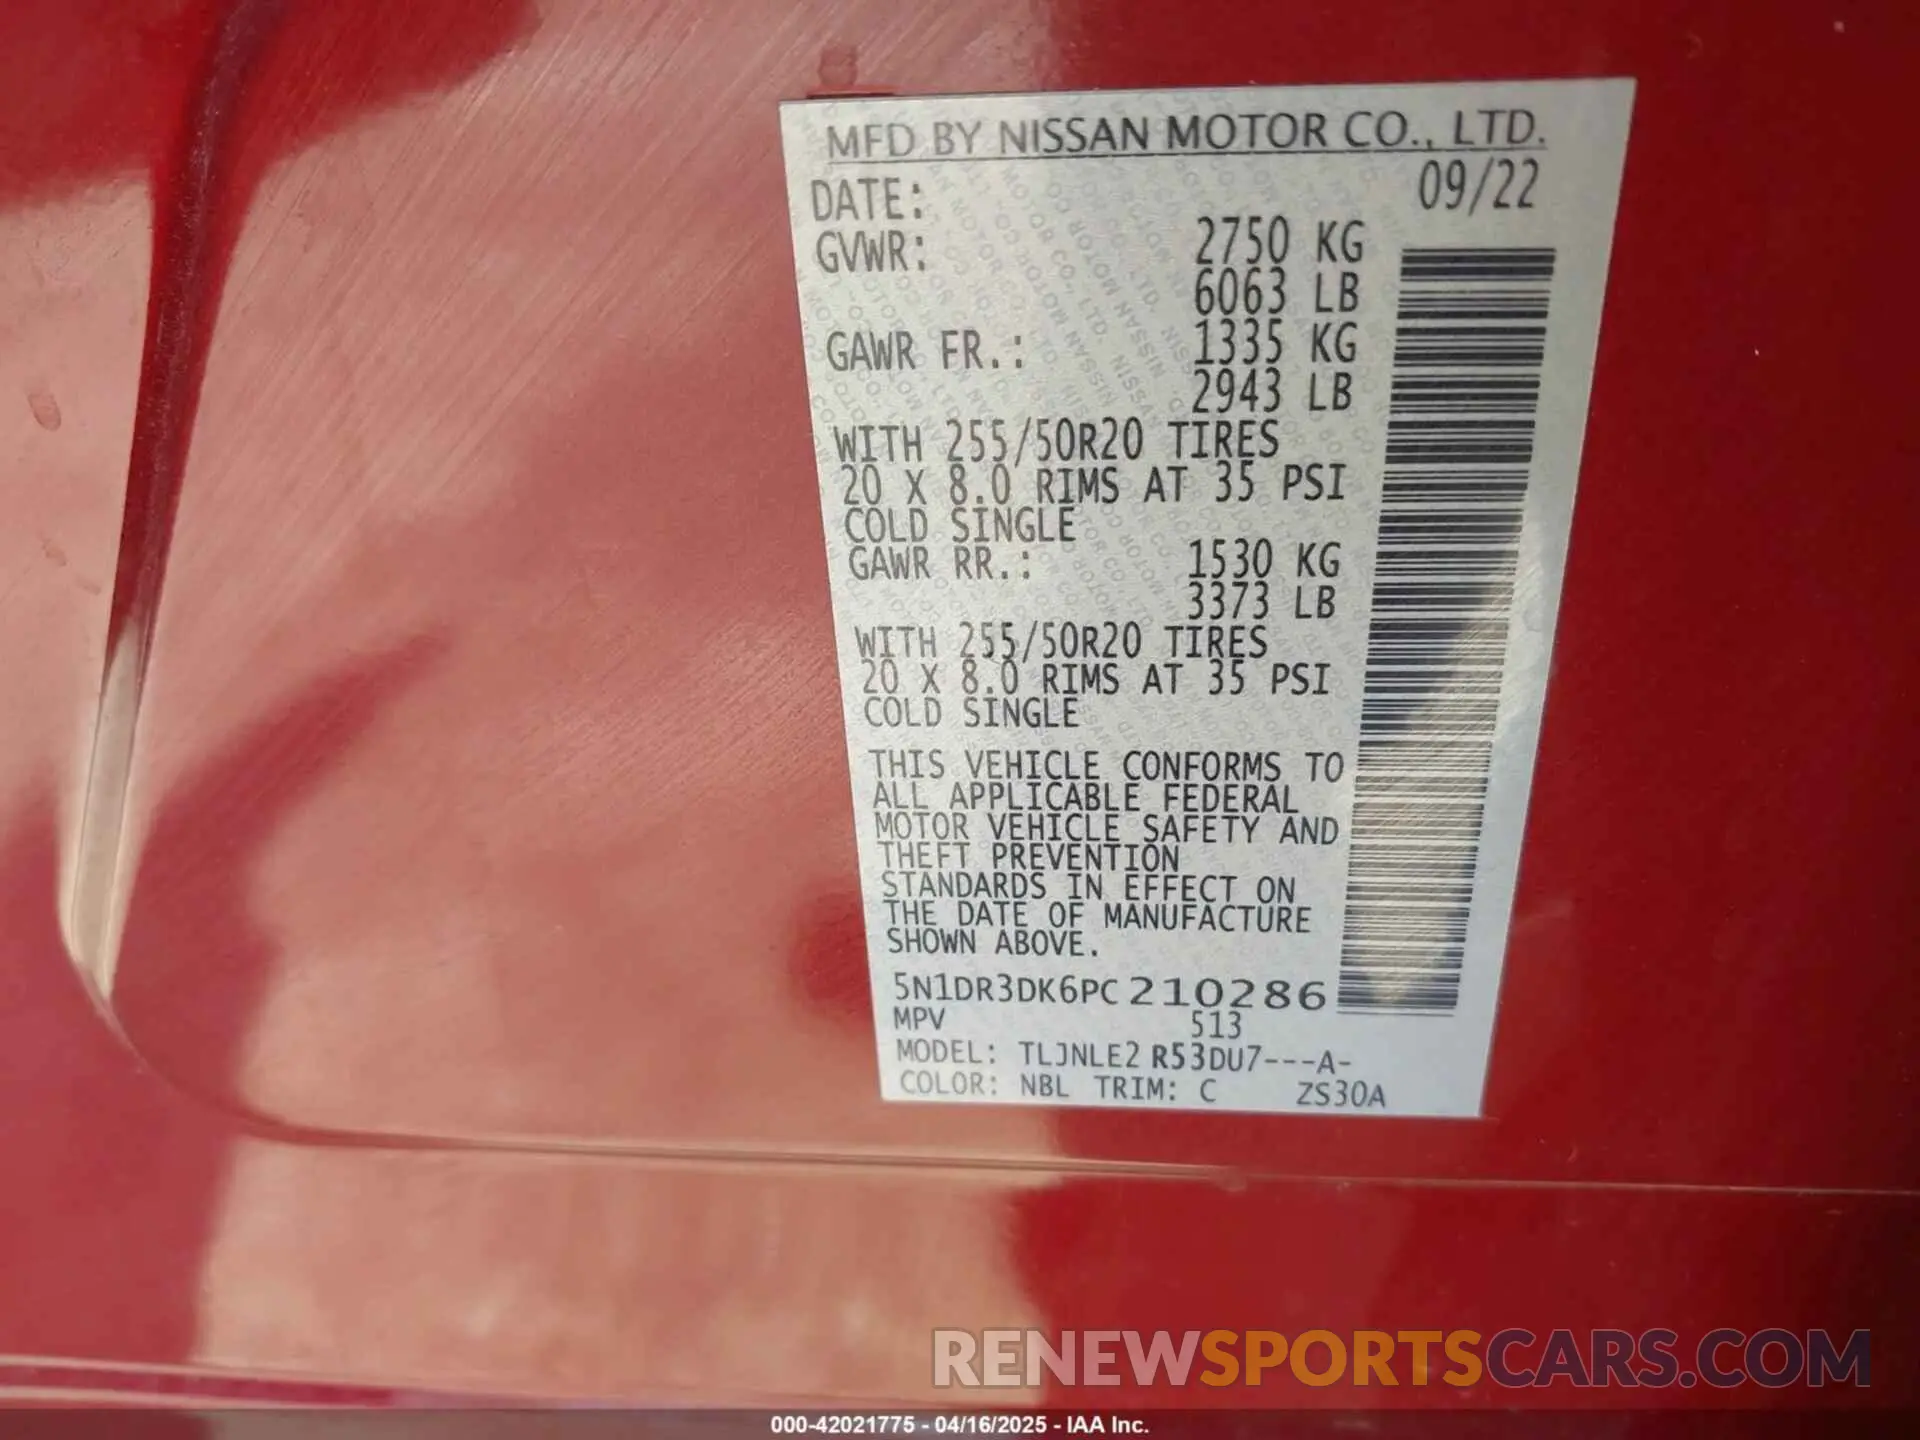 MFD BY NISSAN MOTOR CO., LTD.
DATE: 09/22
GVWR: 2750 KG
6063 LB
GAWR FR.: 1335 KG
2943 LB
WITH 255/50R20 TIRES
20 X 8.0 RIMS AT 35 PSI
COLD SINGLE
GAWR RR.: 1530 KG
3373 LB
WITH 255/50R20 TIRES
20 X 8.0 RIMS AT 35 PSI
COLD SINGLE
THIS VEHICLE CONFORMS TO
ALL APPLICABLE FEDERAL
MOTOR VEHICLE SAFETY AND
THEFT PREVENTION
STANDARDS IN EFFECT ON
THE DATE OF MANUFACTURE
SHOWN ABOVE.
5N1DR3DK6PC210286
MPV 513
MODEL: TLJNLE2 R53DU7---A-
COLOR: NBL TRIM: C ZS30A
RENEWSPORTSCARS.COM
000-42021775 - 04/16/2025 - IAA Inc.